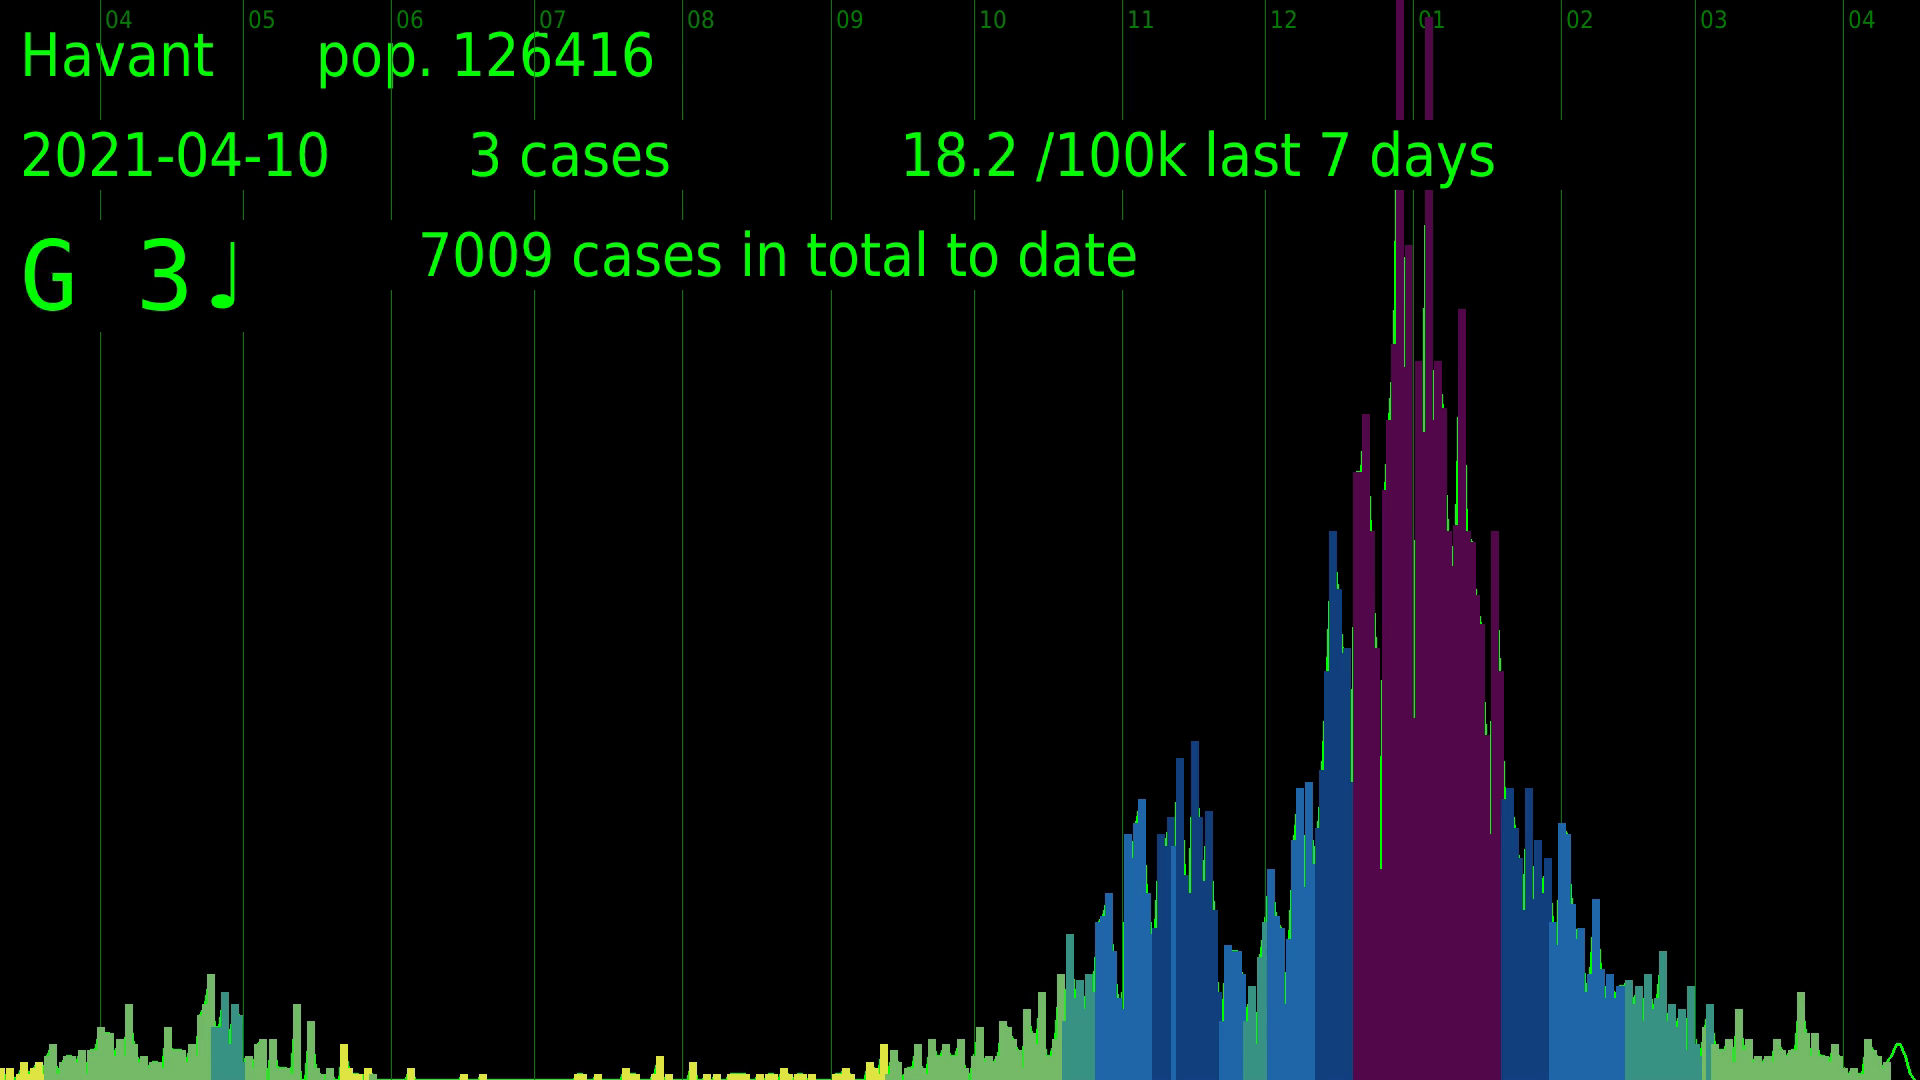 04 05 06 07 08 09 10 11 12 01 02 03 04
Havant pop. 126416
2021-04-10 3 cases 18.2 /100k last 7 days
G 3♩ 7009 cases in total to date